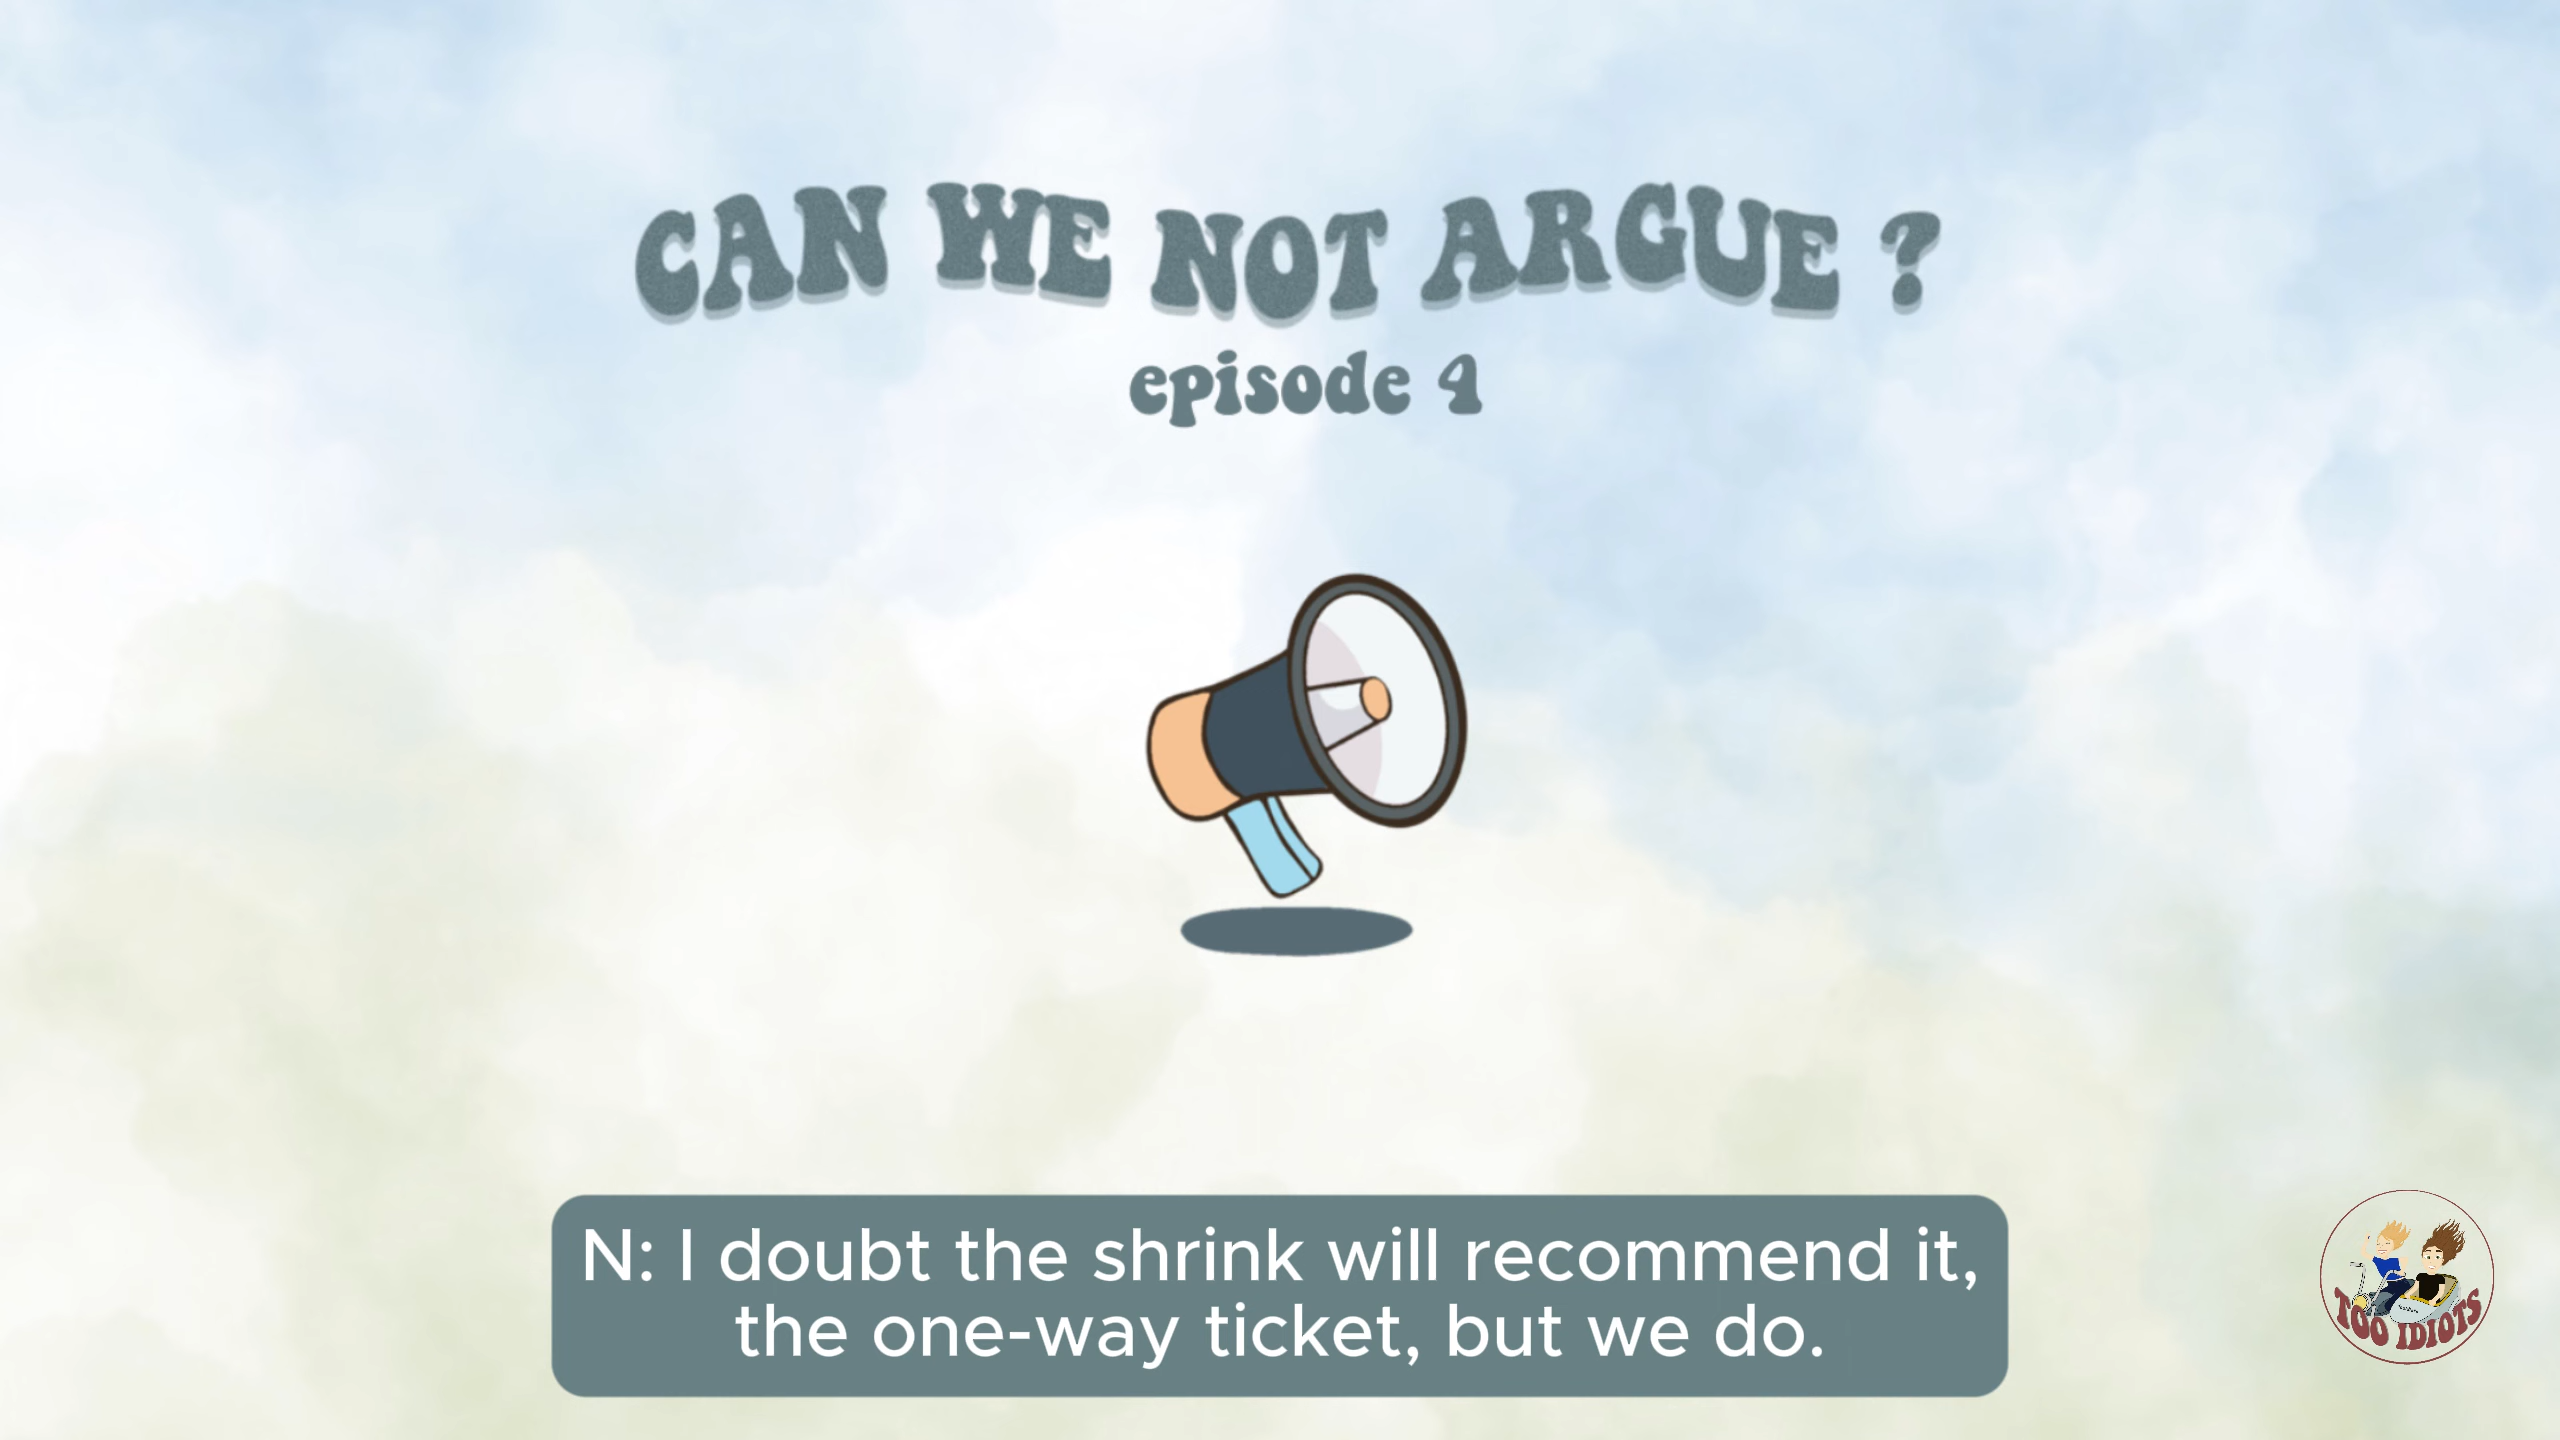 CAN WE NOT ARGUE ?
episode 4
N: I doubt the shrink will recommend it,
the one-way ticket, but we do.
TOO IDIOTS